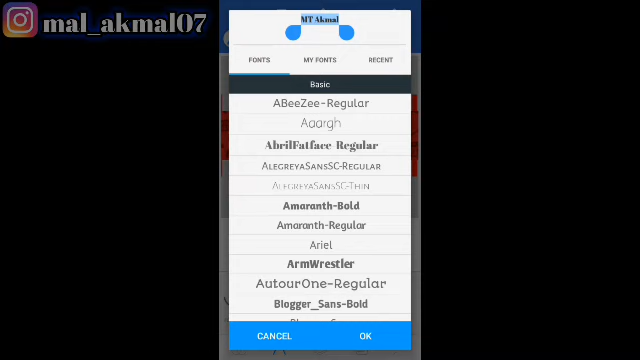 mal_akmal07
MT Akmal
FONTS
MY FONTS
RECENT
Basic
ABeeZee-Regular
Aaargh
AbrilFatface-Regular
AlegreyaSansSC-Regular
AlegreyaSansSC-Thin
Amaranth-Bold
Amaranth-Regular
Ariel
ArmWrestler
AutourOne-Regular
Blogger_Sans-Bold
CANCEL
OK